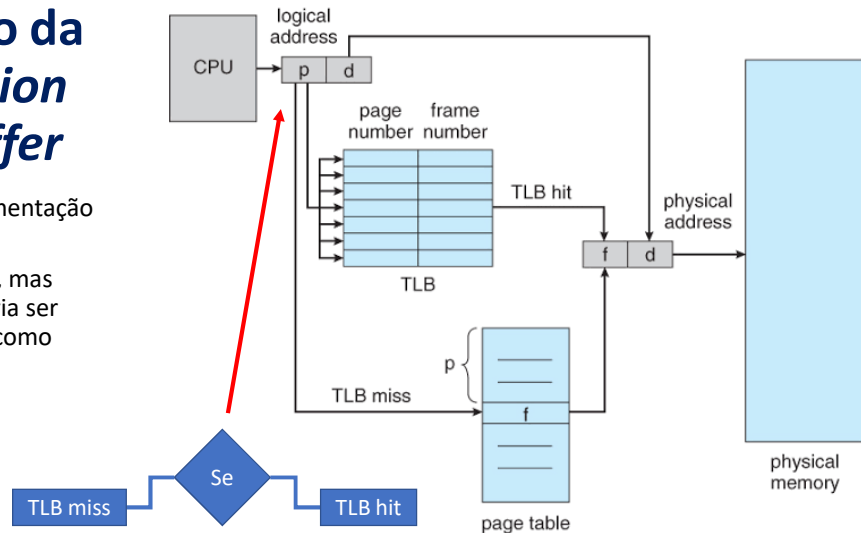 o da
ion
ffer
mentação
, mas
ria ser
como
logical
address
CPU
p d
page frame
number number
TLB hit
physical
address
f d
TLB
p
TLB miss
f
Se
TLB miss
TLB hit
page table
physical
memory